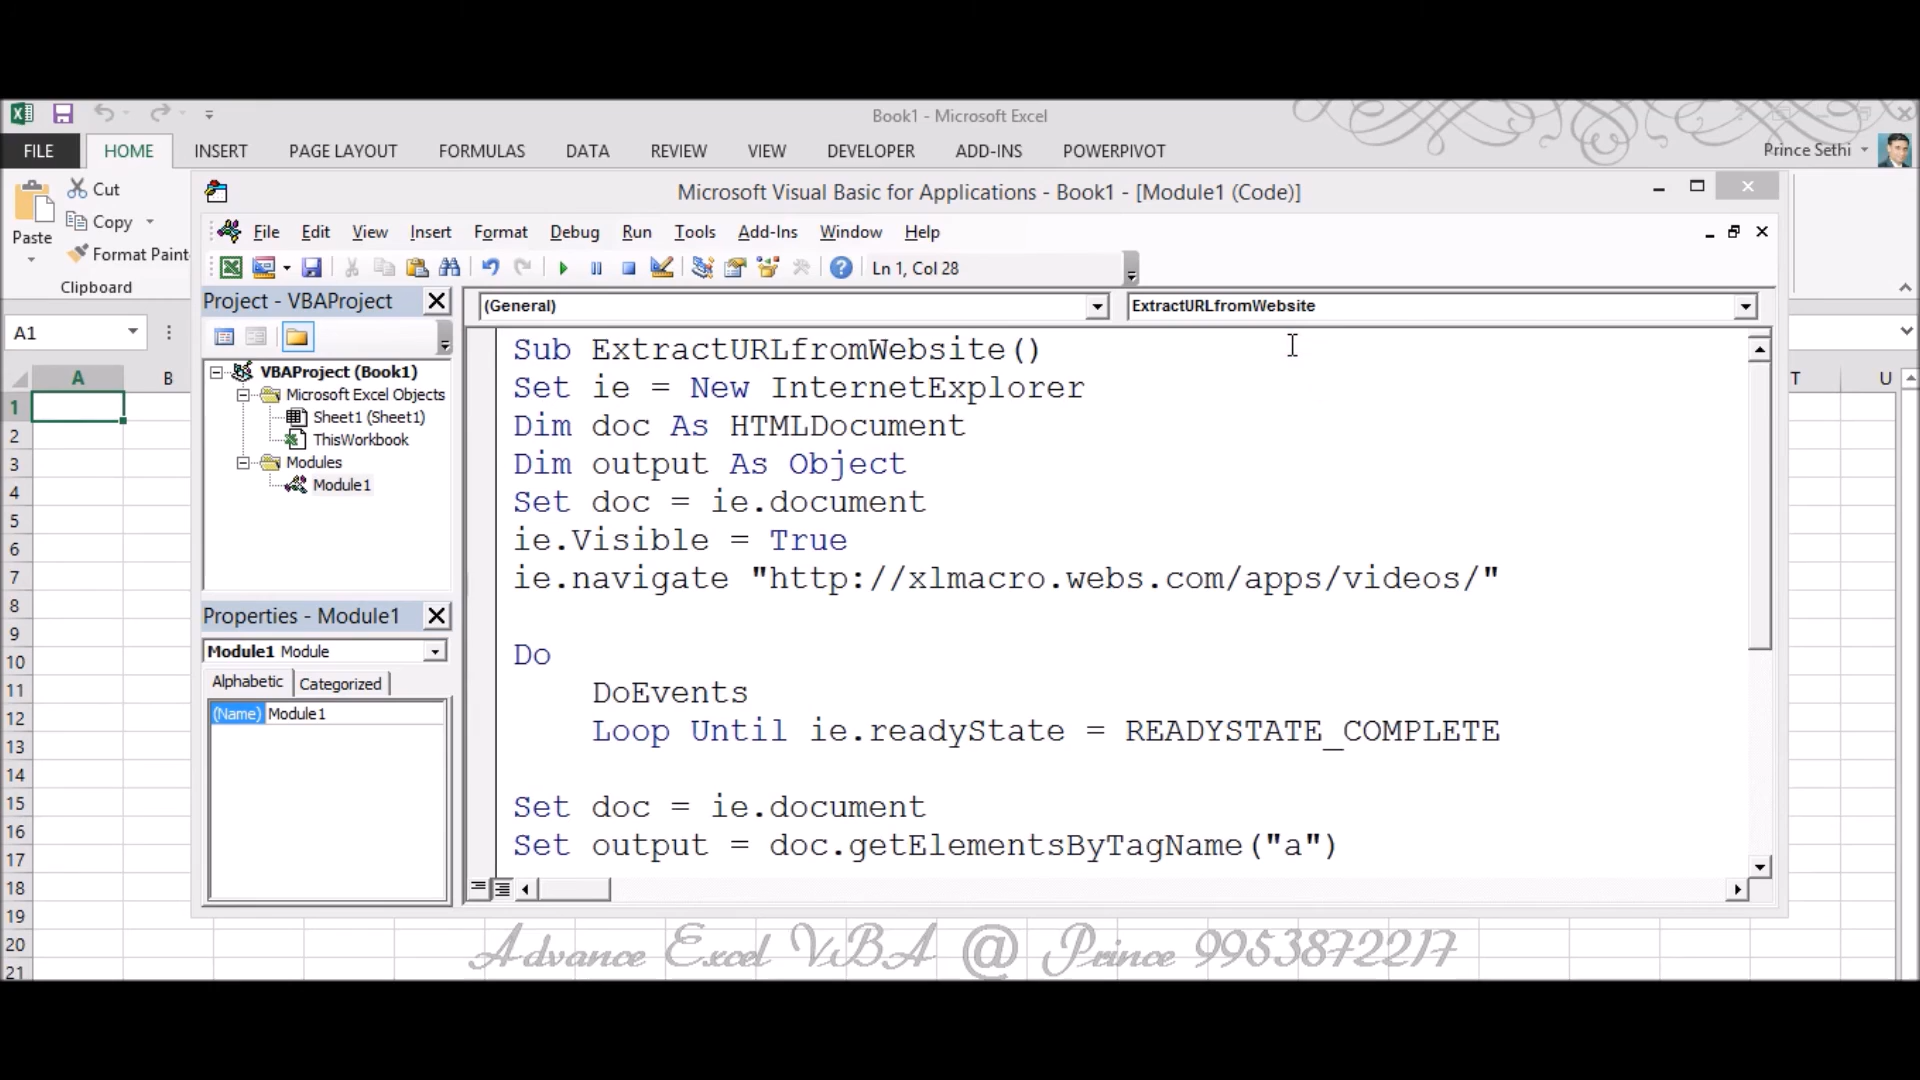 Book1 - Microsoft Excel
FILE HOME INSERT PAGE LAYOUT FORMULAS DATA REVIEW VIEW DEVELOPER ADD-INS POWERPIVOT Prince Sethi
Cut
Copy
Paste
Format Paint
Clipboard
A1
A B T U
1
2
3
4
5
6
7
8
9
10
11
12
13
14
15
16
17
18
19
20
21
Microsoft Visual Basic for Applications - Book1 - [Module1 (Code)]
File Edit View Insert Format Debug Run Tools Add-Ins Window Help
Ln 1, Col 28
Project - VBAProject
VBAProject (Book1)
Microsoft Excel Objects
Sheet1 (Sheet1)
ThisWorkbook
Modules
Module1
Properties - Module1
Module1 Module
Alphabetic Categorized
(Name) Module1
(General) ExtractURLfromWebsite
Sub ExtractURLfromWebsite()
Set ie = New InternetExplorer
Dim doc As HTMLDocument
Dim output As Object
Set doc = ie.document
ie.Visible = True
ie.navigate "http://xlmacro.webs.com/apps/videos/"
Do
DoEvents
Loop Until ie.readyState = READYSTATE_COMPLETE
Set doc = ie.document
Set output = doc.getElementsByTagName("a")
Advance Excel VBA @ Prince 9953872217